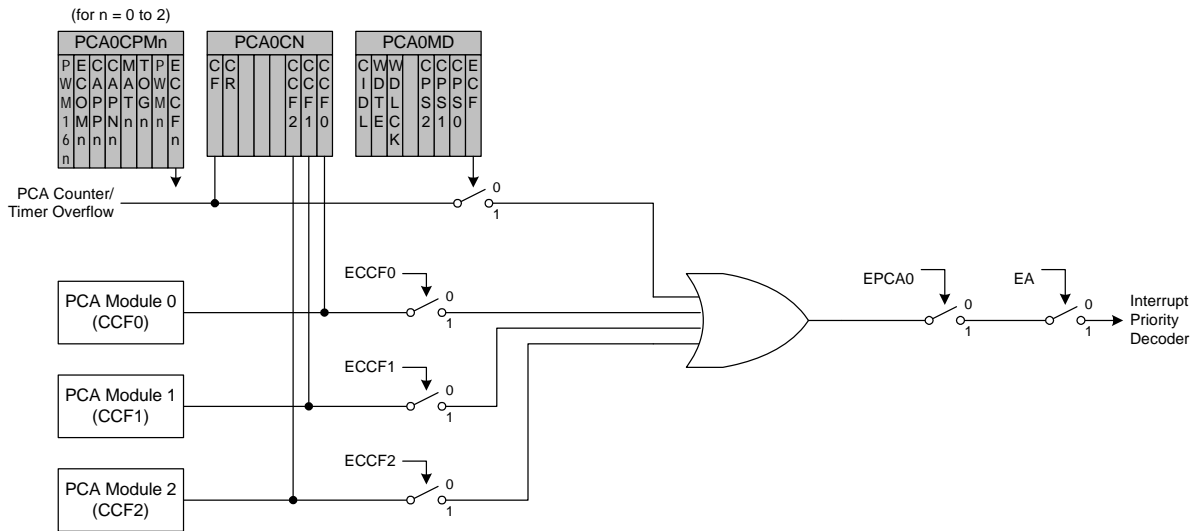 (for n = 0 to 2)
PCA0CPMn
PWM16n
ECOMn
CAPPn
CAPNn
MATn
TOGn
PWMn
ECCFn
PCA0CN
CF
CR
CCF2
CCF1
CCF0
PCA0MD
CIDL
WDTE
WDLCK
CPS2
CPS1
CPS0
ECF
PCA Counter/
Timer Overflow
0
1
PCA Module 0
(CCF0)
ECCF0
0
1
EPCA0
0
1
EA
0
1
Interrupt
Priority
Decoder
PCA Module 1
(CCF1)
ECCF1
0
1
PCA Module 2
(CCF2)
ECCF2
0
1